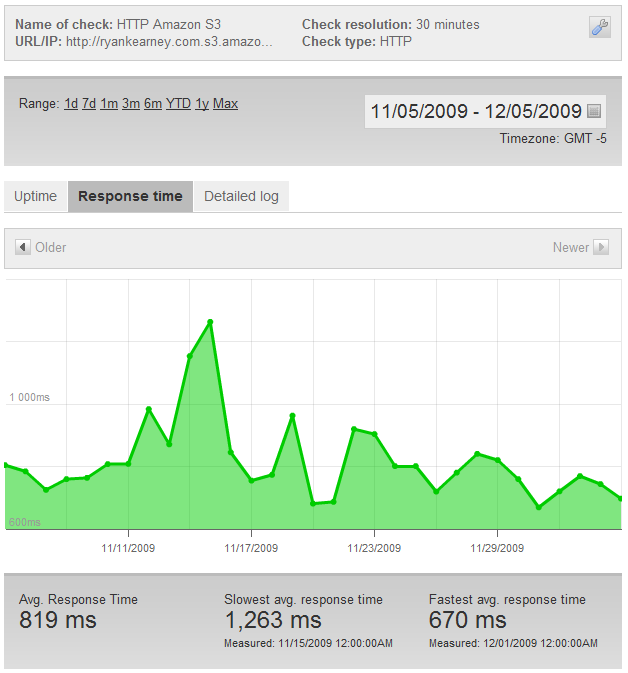 Name of check: HTTP Amazon S3
Check resolution: 30 minutes
URL/IP: http://ryankearney.com.s3.amazo...
Check type: HTTP
Range: 1d 7d 1m 3m 6m YTD 1y Max
11/05/2009 - 12/05/2009
Timezone: GMT -5
Uptime
Response time
Detailed log
Older
Newer
1 000ms
600ms
11/11/2009
11/17/2009
11/23/2009
11/29/2009
Avg. Response Time
819 ms
Slowest avg. response time
1,263 ms
Measured: 11/15/2009 12:00:00AM
Fastest avg. response time
670 ms
Measured: 12/01/2009 12:00:00AM